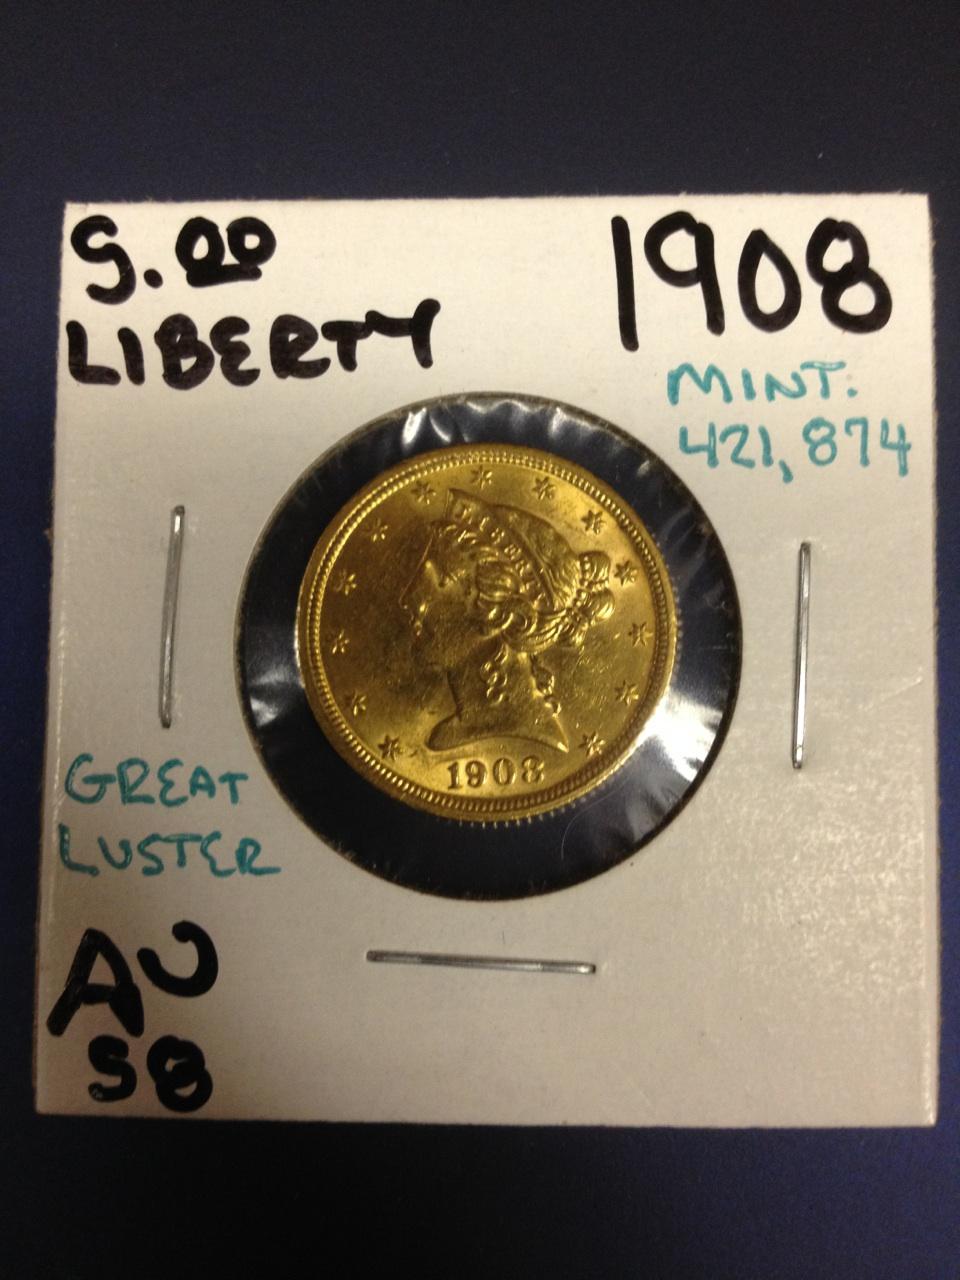 5.00
LIBERTY
1908
MINT:
421,874
LIBERTY
1908
GREAT
LUSTER
AU
58